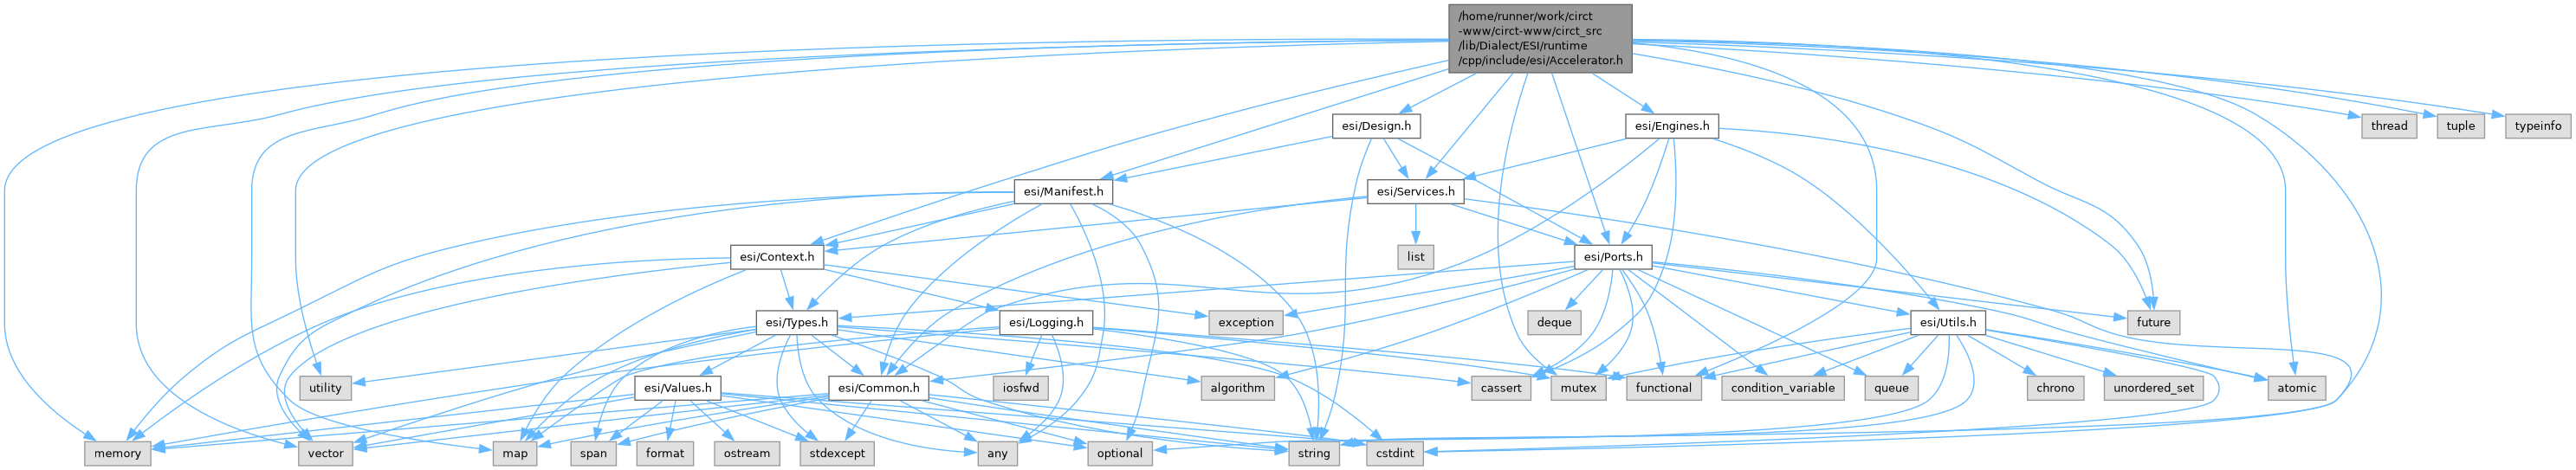 /home/runner/work/circt
-www/circt-www/circt_src
/lib/Dialect/ESI/runtime
/cpp/include/esi/Accelerator.h
esi/Design.h
esi/Engines.h
thread
tuple
typeinfo
esi/Manifest.h
esi/Services.h
esi/Context.h
list
esi/Ports.h
esi/Types.h
esi/Logging.h
exception
deque
esi/Utils.h
future
utility
esi/Values.h
esi/Common.h
iosfwd
algorithm
cassert
mutex
functional
condition_variable
queue
chrono
unordered_set
atomic
memory
vector
map
span
format
ostream
stdexcept
any
optional
string
cstdint